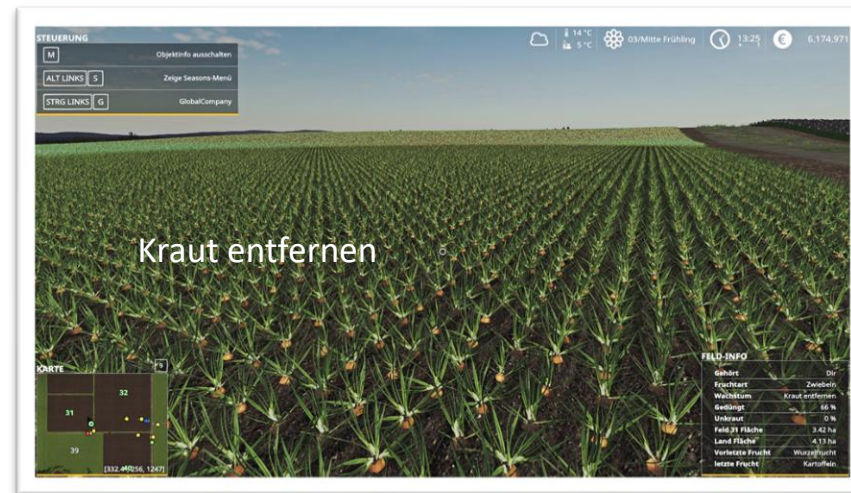 STEUERUNG
M Objektinfo ausschalten
ALT LINKS S Zeige Seasons-Menü
STRG LINKS G GlobalCompany
14 °C
5 °C
03/Mitte Frühling
13:25
€ 6.174.971
Kraut entfernen
KARTE
F9
32
31
39
FELD-INFO
Gehört Dir
Fruchtart Zwiebeln
Wachstum Kraut entfernen
Gedüngt 66 %
Unkraut 0 %
Feld 31 Fläche 3.42 ha
Land Fläche 4.13 ha
Vorletzte Frucht Wurzelfrucht
letzte Frucht Kartoffeln